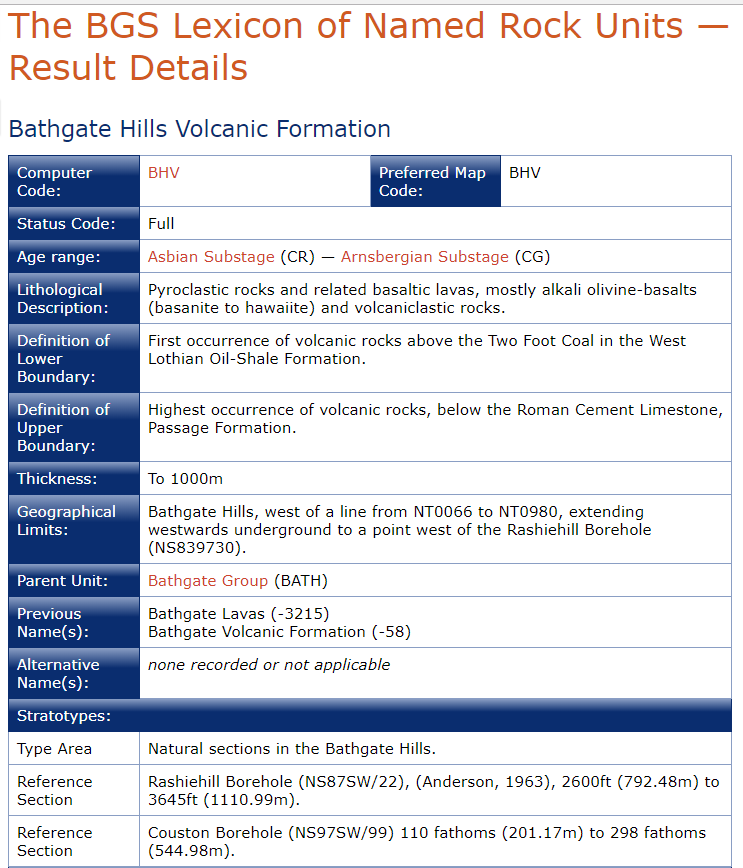 The BGS Lexicon of Named Rock Units —
Result Details
Bathgate Hills Volcanic Formation
Computer
Code:
BHV
Preferred Map
Code:
BHV
Status Code:
Full
Age range:
Asbian Substage (CR) — Arnsbergian Substage (CG)
Lithological
Description:
Pyroclastic rocks and related basaltic lavas, mostly alkali olivine-basalts
(basanite to hawaiite) and volcaniclastic rocks.
Definition of
Lower
Boundary:
First occurrence of volcanic rocks above the Two Foot Coal in the West
Lothian Oil-Shale Formation.
Definition of
Upper
Boundary:
Highest occurrence of volcanic rocks, below the Roman Cement Limestone,
Passage Formation.
Thickness:
To 1000m
Geographical
Limits:
Bathgate Hills, west of a line from NT0066 to NT0980, extending
westwards underground to a point west of the Rashiehill Borehole
(NS839730).
Parent Unit:
Bathgate Group (BATH)
Previous
Name(s):
Bathgate Lavas (-3215)
Bathgate Volcanic Formation (-58)
Alternative
Name(s):
none recorded or not applicable
Stratotypes:
Type Area
Natural sections in the Bathgate Hills.
Reference
Section
Rashiehill Borehole (NS87SW/22), (Anderson, 1963), 2600ft (792.48m) to
3645ft (1110.99m).
Reference
Section
Couston Borehole (NS97SW/99) 110 fathoms (201.17m) to 298 fathoms
(544.98m).